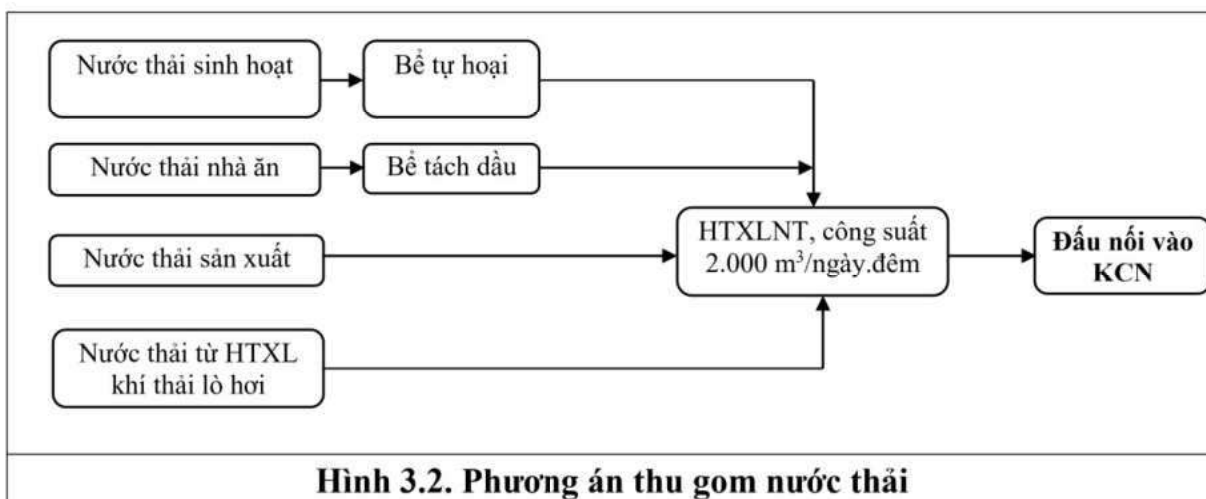 Nước thải sinh hoạt
Bể tự hoại
Nước thải nhà ăn
Bể tách dầu
Nước thải sản xuất
HTXLNT, công suất
2.000 m³/ngày.đêm
Đấu nối vào
KCN
Nước thải từ HTXL
khí thải lò hơi
Hình 3.2. Phương án thu gom nước thải